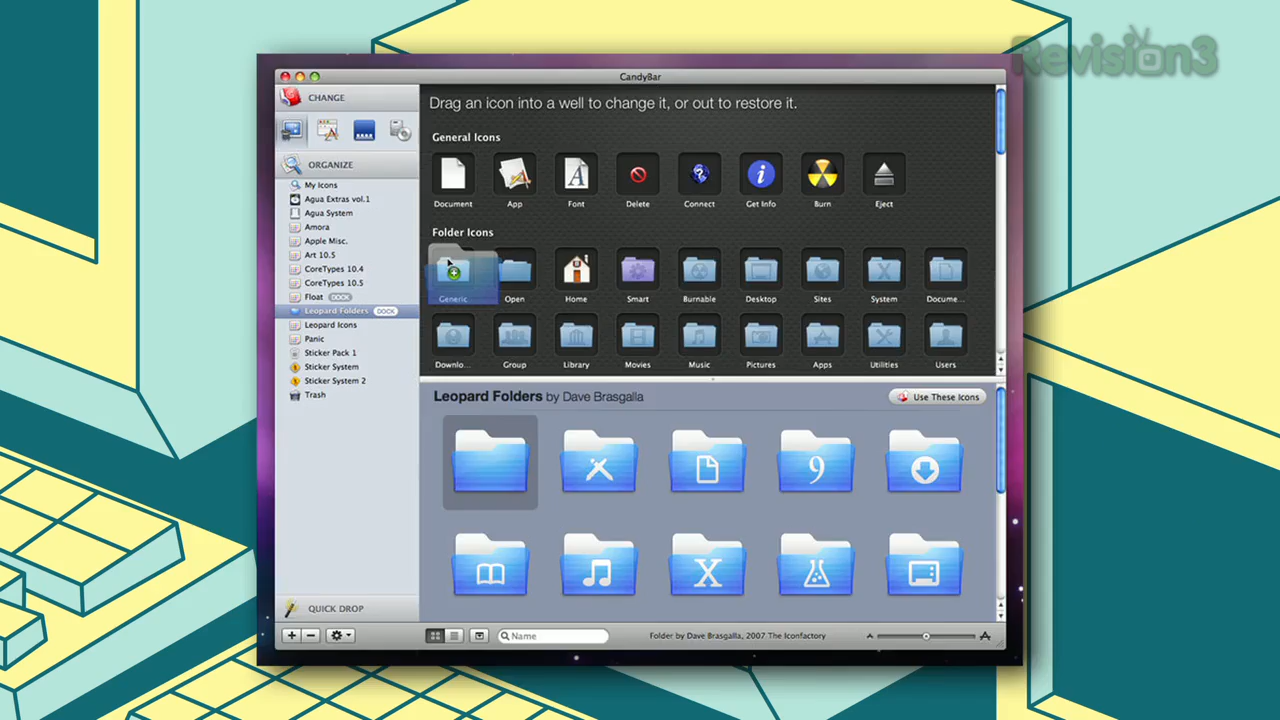 Revision3
CandyBar
CHANGE
ORGANIZE
My Icons
Agua Extras vol.1
Agua System
Amora
Apple Misc.
Art 10.5
CoreTypes 10.4
CoreTypes 10.5
Float DOCK
Leopard Folders DOCK
Leopard Icons
Panic
Sticker Pack 1
Sticker System
Sticker System 2
Trash
QUICK DROP
Drag an icon into a well to change it, or out to restore it.
General Icons
Document App Font Delete Connect Get Info Burn Eject
Folder Icons
Generic Open Home Smart Burnable Desktop Sites System Docume...
Downlo... Group Library Movies Music Pictures Apps Utilities Users
Leopard Folders by Dave Brasgalla
Use These Icons
9
X
Name
Folder by Dave Brasgalla, 2007 The Iconfactory